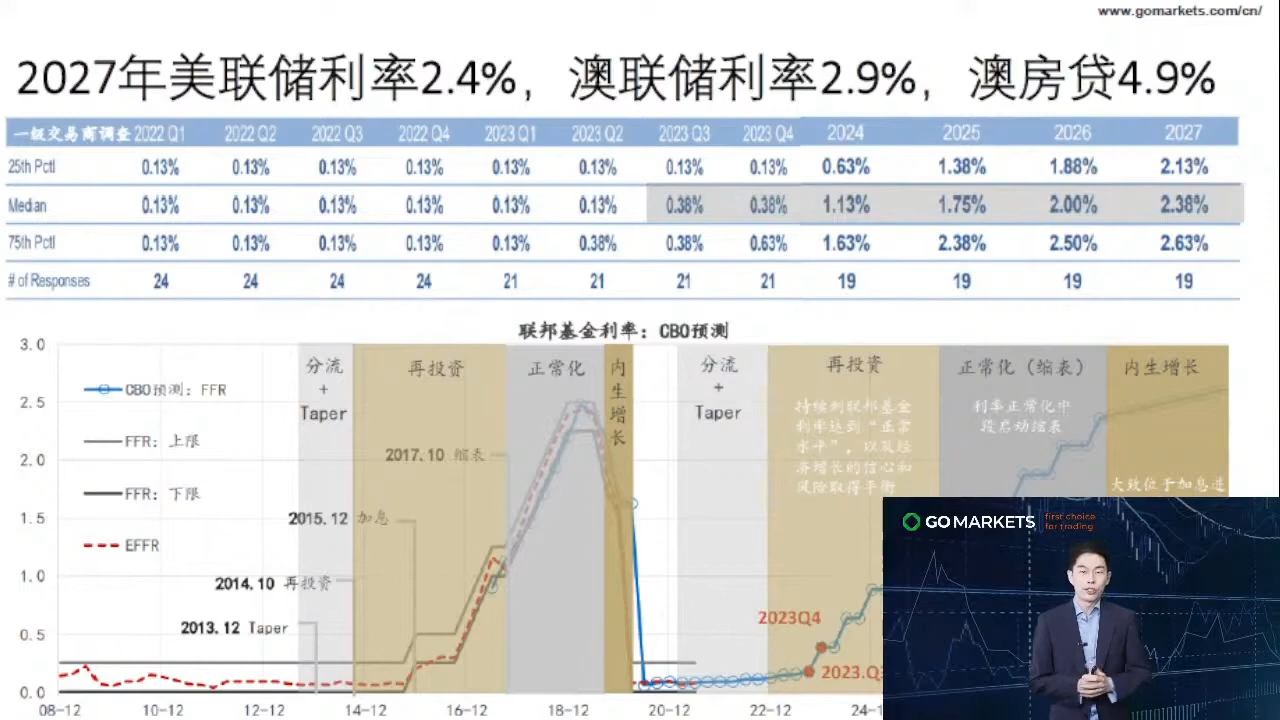 www.gomarkets.com/cn/
2027年美联储利率2.4%，澳联储利率2.9%，澳房贷4.9%
一级交易商调查 2022 Q1 2022 Q2 2022 Q3 2022 Q4 2023 Q1 2023 Q2 2023 Q3 2023 Q4 2024 2025 2026 2027
25th Pctl 0.13% 0.13% 0.13% 0.13% 0.13% 0.13% 0.13% 0.13% 0.63% 1.38% 1.88% 2.13%
Median 0.13% 0.13% 0.13% 0.13% 0.13% 0.13% 0.38% 0.38% 1.13% 1.75% 2.00% 2.38%
75th Pctl 0.13% 0.13% 0.13% 0.13% 0.13% 0.38% 0.38% 0.63% 1.63% 2.38% 2.50% 2.63%
# of Responses 24 24 24 24 21 21 21 21 19 19 19 19
联邦基金利率：CBO预测
3.0
2.5
2.0
1.5
1.0
0.5
0.0
CBO预测：FFR
FFR：上限
FFR：下限
EFFR
分流
+
Taper
再投资
正常化
内
生
增
长
分流
+
Taper
再投资
正常化（缩表）
内生增长
持续到联邦基金
利率达到“正常
水平”，以及经
济增长的信心和
风险取得平衡
利率正常化中
段启动缩表
大致位于加息进
2017.10 缩表
2015.12 加息
2014.10 再投资
2013.12 Taper
2023Q4
2023.Q3
08-12 10-12 12-12 14-12 16-12 18-12 20-12 22-12 24-1
GO MARKETS
first choice
for trading